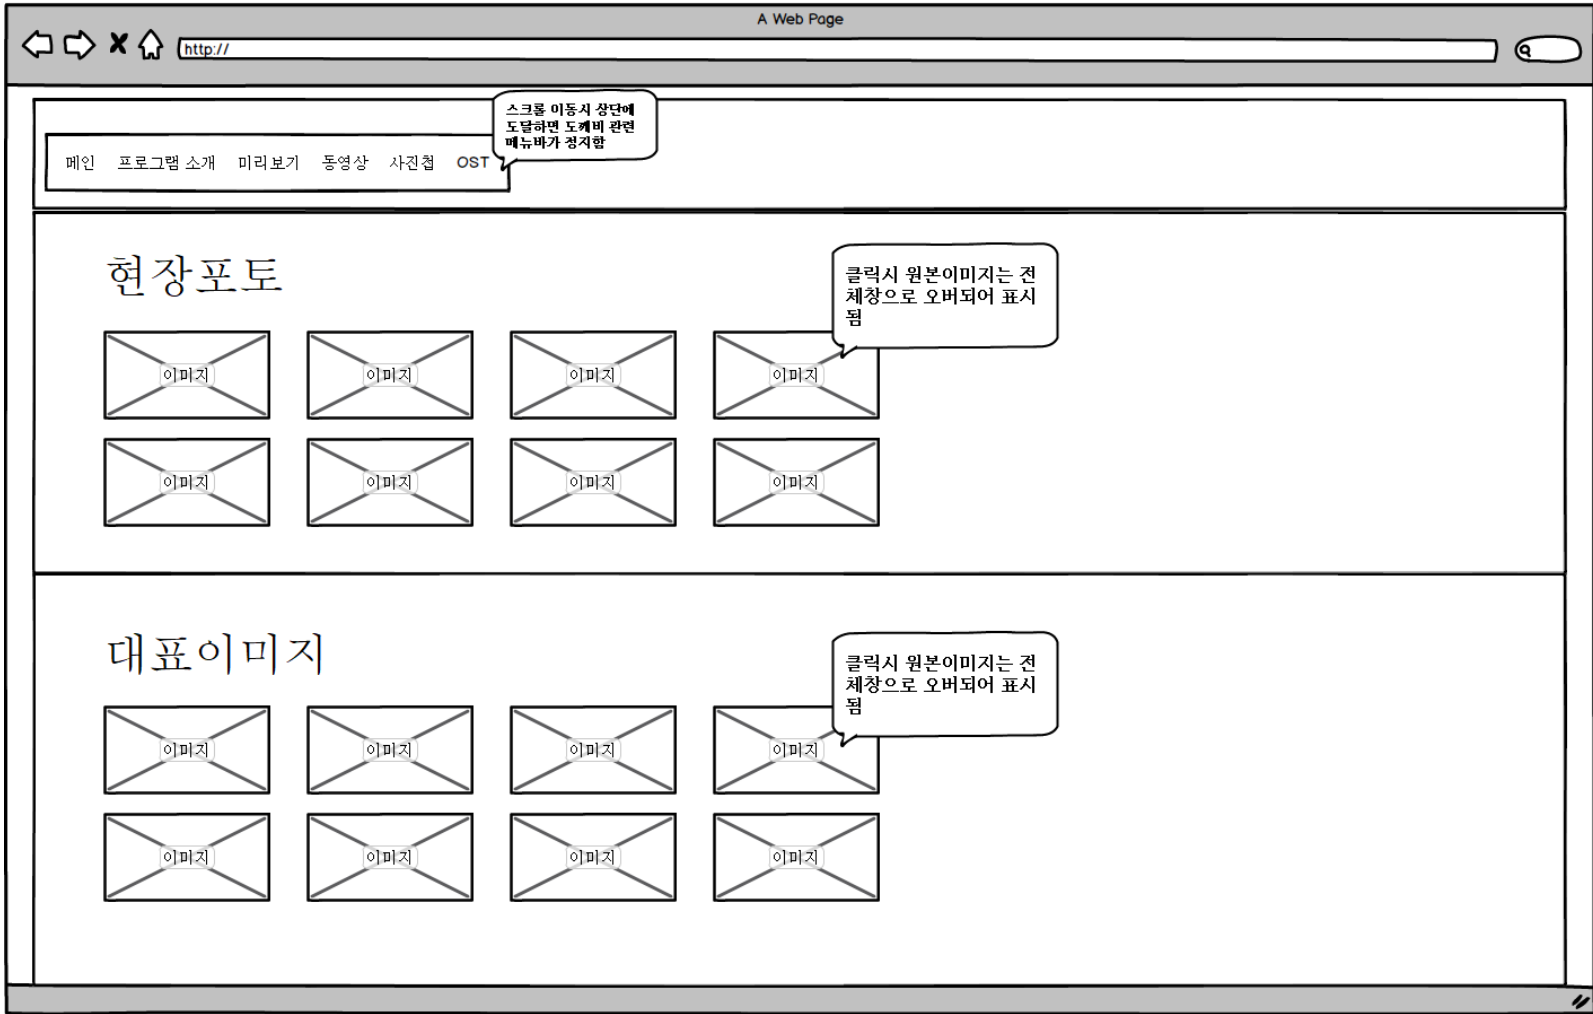 A Web Page
http://
스크롤 이동시 상단에
도달하면 도깨비 관련
메뉴바가 정지함
메인 프로그램 소개 미리보기 동영상 사진첩 OST
현장포토
클릭시 원본이미지는 전
체창으로 오버되어 표시
됨
이미지 이미지 이미지 이미지
이미지 이미지 이미지 이미지
대표이미지
클릭시 원본이미지는 전
체창으로 오버되어 표시
됨
이미지 이미지 이미지 이미지
이미지 이미지 이미지 이미지